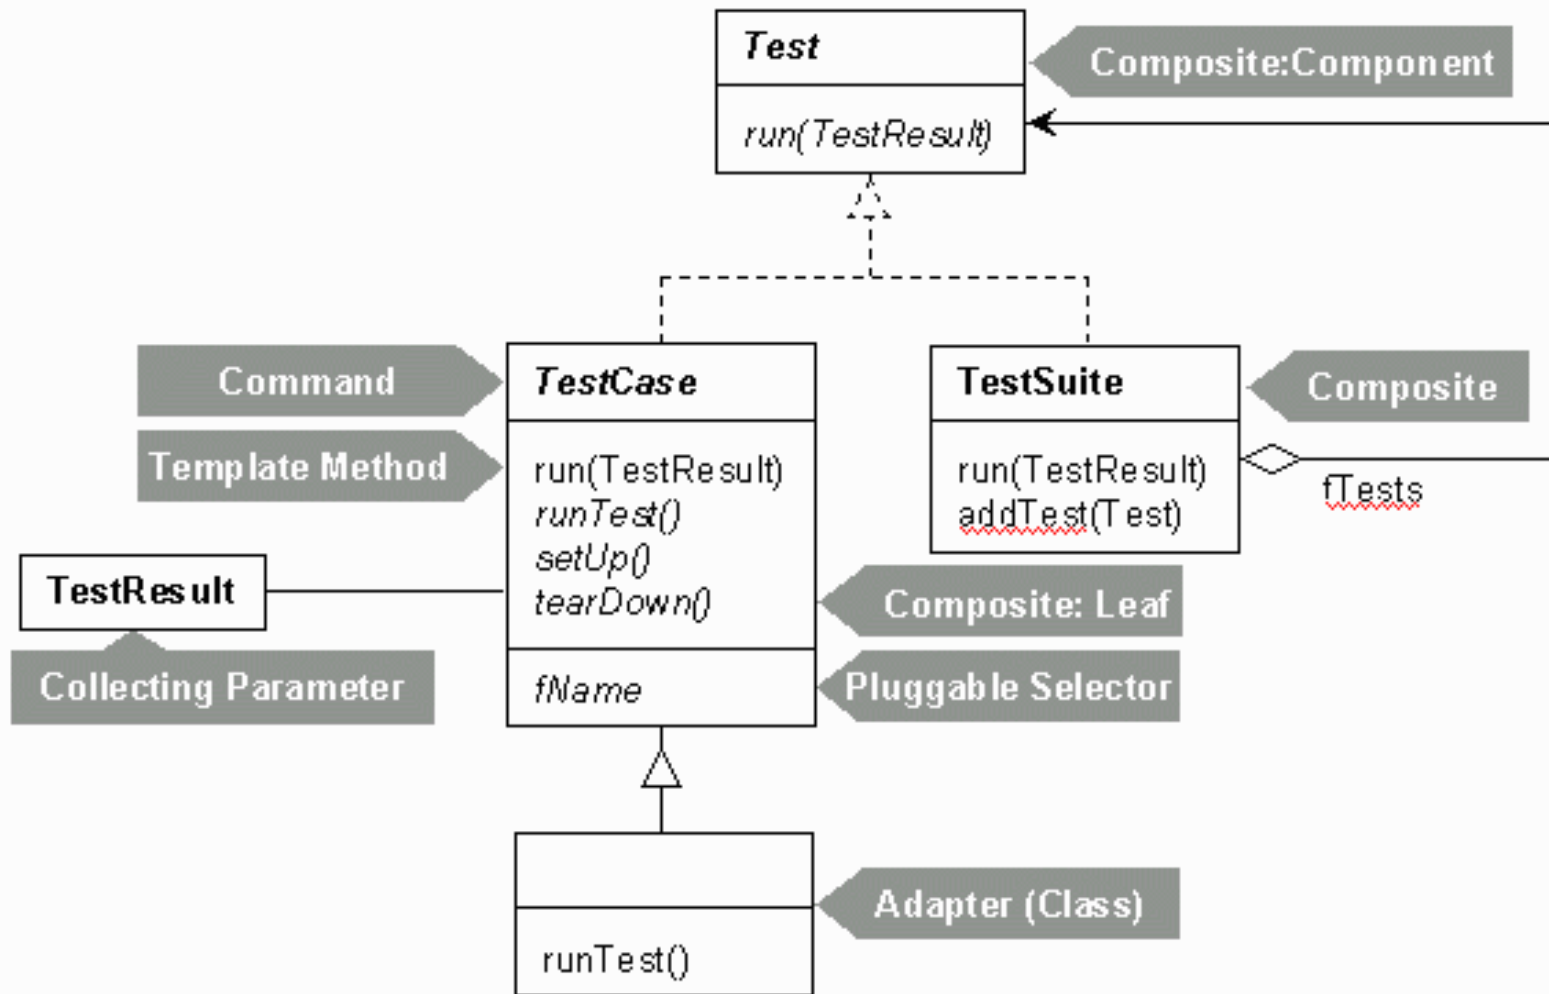 Test
Composite:Component
run(TestResult)
Command
TestCase
TestSuite
Composite
Template Method
run(TestResult)
runTest()
setUp()
tearDown()
run(TestResult)
addTest(Test)
fTests
TestResult
Composite: Leaf
Collecting Parameter
fName
Pluggable Selector
Adapter (Class)
runTest()